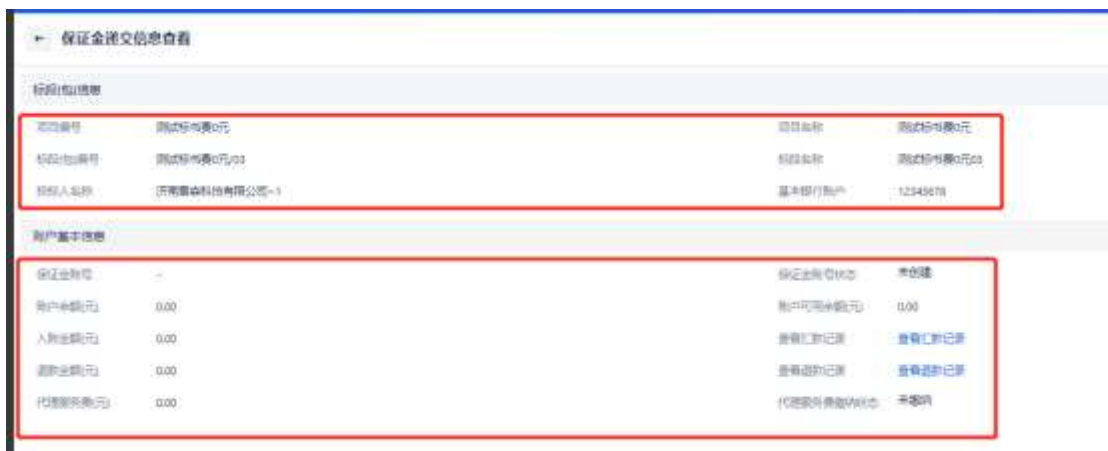 ← 保证金递交信息查看
标段(包)信息
项目编号 测试标书费0元 项目名称 测试标书费0元
标段(包)编号 测试标书费0元/03 标段名称 测试标书费0元03
投标人名称 济南 科技有限公司-1 基本银行账户 12345678
账户基本信息
保证金账号 - 保证金账号状态 未创建
账户余额(元) 0.00 账户可用余额(元) 0.00
入账金额(元) 0.00 查看汇款记录 查看汇款记录
退款金额(元) 0.00 查看退款记录 查看退款记录
代理服务费(元) 0.00 代理服务费缴纳状态 未缴纳